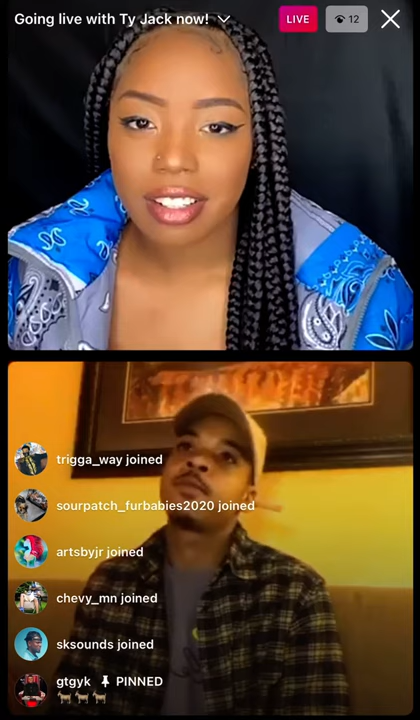 Going live with Ty Jack now!
LIVE
12
trigga_way joined
sourpatch_furbabies2020 joined
artsbyjr joined
chevy_mn joined
sksounds joined
gtgyk PINNED
🐐🐐🐐